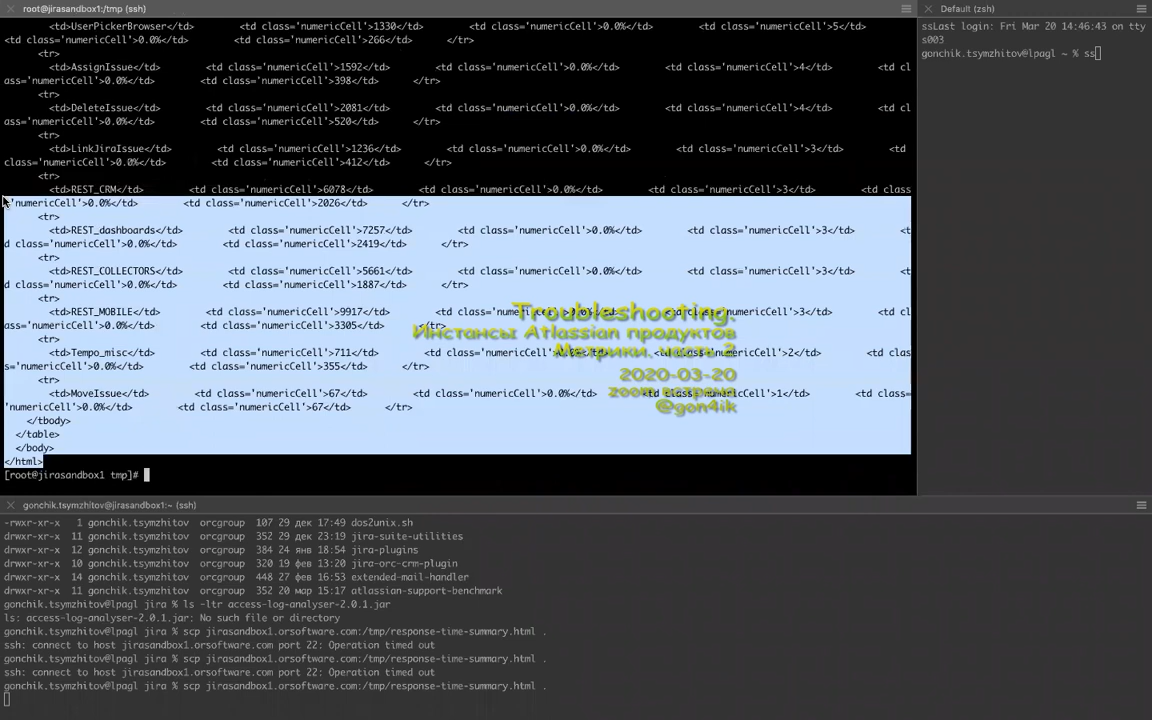 root@jirasandbox1:/tmp (ssh)
<td>UserPickerBrowser</td> <td class='numericCell'>1330</td> <td class='numericCell'>0.0%</td> <td class='numericCell'>5</td>
<td class='numericCell'>0.0%</td> <td class='numericCell'>266</td> </tr>
<tr>
<td>AssignIssue</td> <td class='numericCell'>1592</td> <td class='numericCell'>0.0%</td> <td class='numericCell'>4</td> <td cl
ass='numericCell'>0.0%</td> <td class='numericCell'>398</td> </tr>
<tr>
<td>DeleteIssue</td> <td class='numericCell'>2081</td> <td class='numericCell'>0.0%</td> <td class='numericCell'>4</td> <td cl
ass='numericCell'>0.0%</td> <td class='numericCell'>520</td> </tr>
<tr>
<td>LinkJiraIssue</td> <td class='numericCell'>1236</td> <td class='numericCell'>0.0%</td> <td class='numericCell'>3</td> <td
class='numericCell'>0.0%</td> <td class='numericCell'>412</td> </tr>
<tr>
<td>REST_CRM</td> <td class='numericCell'>6078</td> <td class='numericCell'>0.0%</td> <td class='numericCell'>3</td> <td class
='numericCell'>0.0%</td> <td class='numericCell'>2026</td> </tr>
<tr>
<td>REST_dashboards</td> <td class='numericCell'>7257</td> <td class='numericCell'>0.0%</td> <td class='numericCell'>3</td> <t
d class='numericCell'>0.0%</td> <td class='numericCell'>2419</td> </tr>
<tr>
<td>REST_COLLECTORS</td> <td class='numericCell'>5661</td> <td class='numericCell'>0.0%</td> <td class='numericCell'>3</td> <t
d class='numericCell'>0.0%</td> <td class='numericCell'>1887</td> </tr>
<tr>
<td>REST_MOBILE</td> <td class='numericCell'>9917</td> <td class='numericCell'>0.0%</td> <td class='numericCell'>3</td> <td cl
ass='numericCell'>0.0%</td> <td class='numericCell'>3305</td> </tr>
<tr>
<td>Tempo_misc</td> <td class='numericCell'>711</td> <td class='numericCell'>0.0%</td> <td class='numericCell'>2</td> <td clas
s='numericCell'>0.0%</td> <td class='numericCell'>355</td> </tr>
<tr>
<td>MoveIssue</td> <td class='numericCell'>67</td> <td class='numericCell'>0.0%</td> <td class='numericCell'>1</td> <td class=
'numericCell'>0.0%</td> <td class='numericCell'>67</td> </tr>
</tbody>
</table>
</body>
</html>
[root@jirasandbox1 tmp]#
Troubleshooting.
Инстансы Atlassian продуктов
Метрики. часть 2
2020-03-20
zoom встреча
@gon4ik
Default (zsh)
ssLast login: Fri Mar 20 14:46:43 on tty
s003
gonchik.tsymzhitov@lpagl ~ % ss
gonchik.tsymzhitov@jirasandbox1:~ (ssh)
-rwxr-xr-x 1 gonchik.tsymzhitov orcgroup 107 29 дек 17:49 dos2unix.sh
drwxr-xr-x 11 gonchik.tsymzhitov orcgroup 352 29 дек 23:19 jira-suite-utilities
drwxr-xr-x 12 gonchik.tsymzhitov orcgroup 384 24 янв 18:54 jira-plugins
drwxr-xr-x 10 gonchik.tsymzhitov orcgroup 320 19 фев 13:20 jira-orc-crm-plugin
drwxr-xr-x 14 gonchik.tsymzhitov orcgroup 448 27 фев 16:53 extended-mail-handler
drwxr-xr-x 11 gonchik.tsymzhitov orcgroup 352 20 мар 15:17 atlassian-support-benchmark
gonchik.tsymzhitov@lpagl jira % ls -ltr access-log-analyser-2.0.1.jar
ls: access-log-analyser-2.0.1.jar: No such file or directory
gonchik.tsymzhitov@lpagl jira % scp jirasandbox1.orsoftware.com:/tmp/response-time-summary.html .
ssh: connect to host jirasandbox1.orsoftware.com port 22: Operation timed out
gonchik.tsymzhitov@lpagl jira % scp jirasandbox1.orsoftware.com:/tmp/response-time-summary.html .
ssh: connect to host jirasandbox1.orsoftware.com port 22: Operation timed out
gonchik.tsymzhitov@lpagl jira % scp jirasandbox1.orsoftware.com:/tmp/response-time-summary.html .